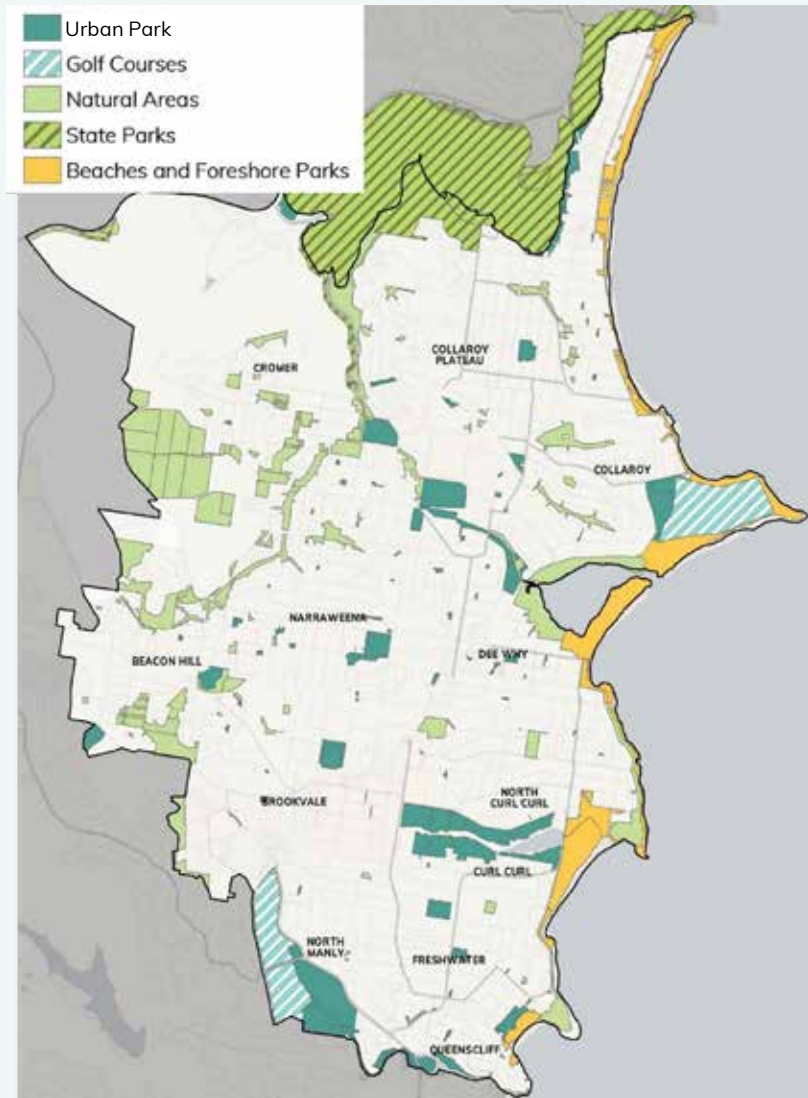 Urban Park
Golf Courses
Natural Areas
State Parks
Beaches and Foreshore Parks
CROMER
COLLAROY
PLATEAU
COLLAROY
NARRAWEENA
BEACON HILL
DEE WHY
BROOKVALE
NORTH
CURL CURL
CURL CURL
NORTH
MANLY
FRESHWATER
QUEENSCLIFF